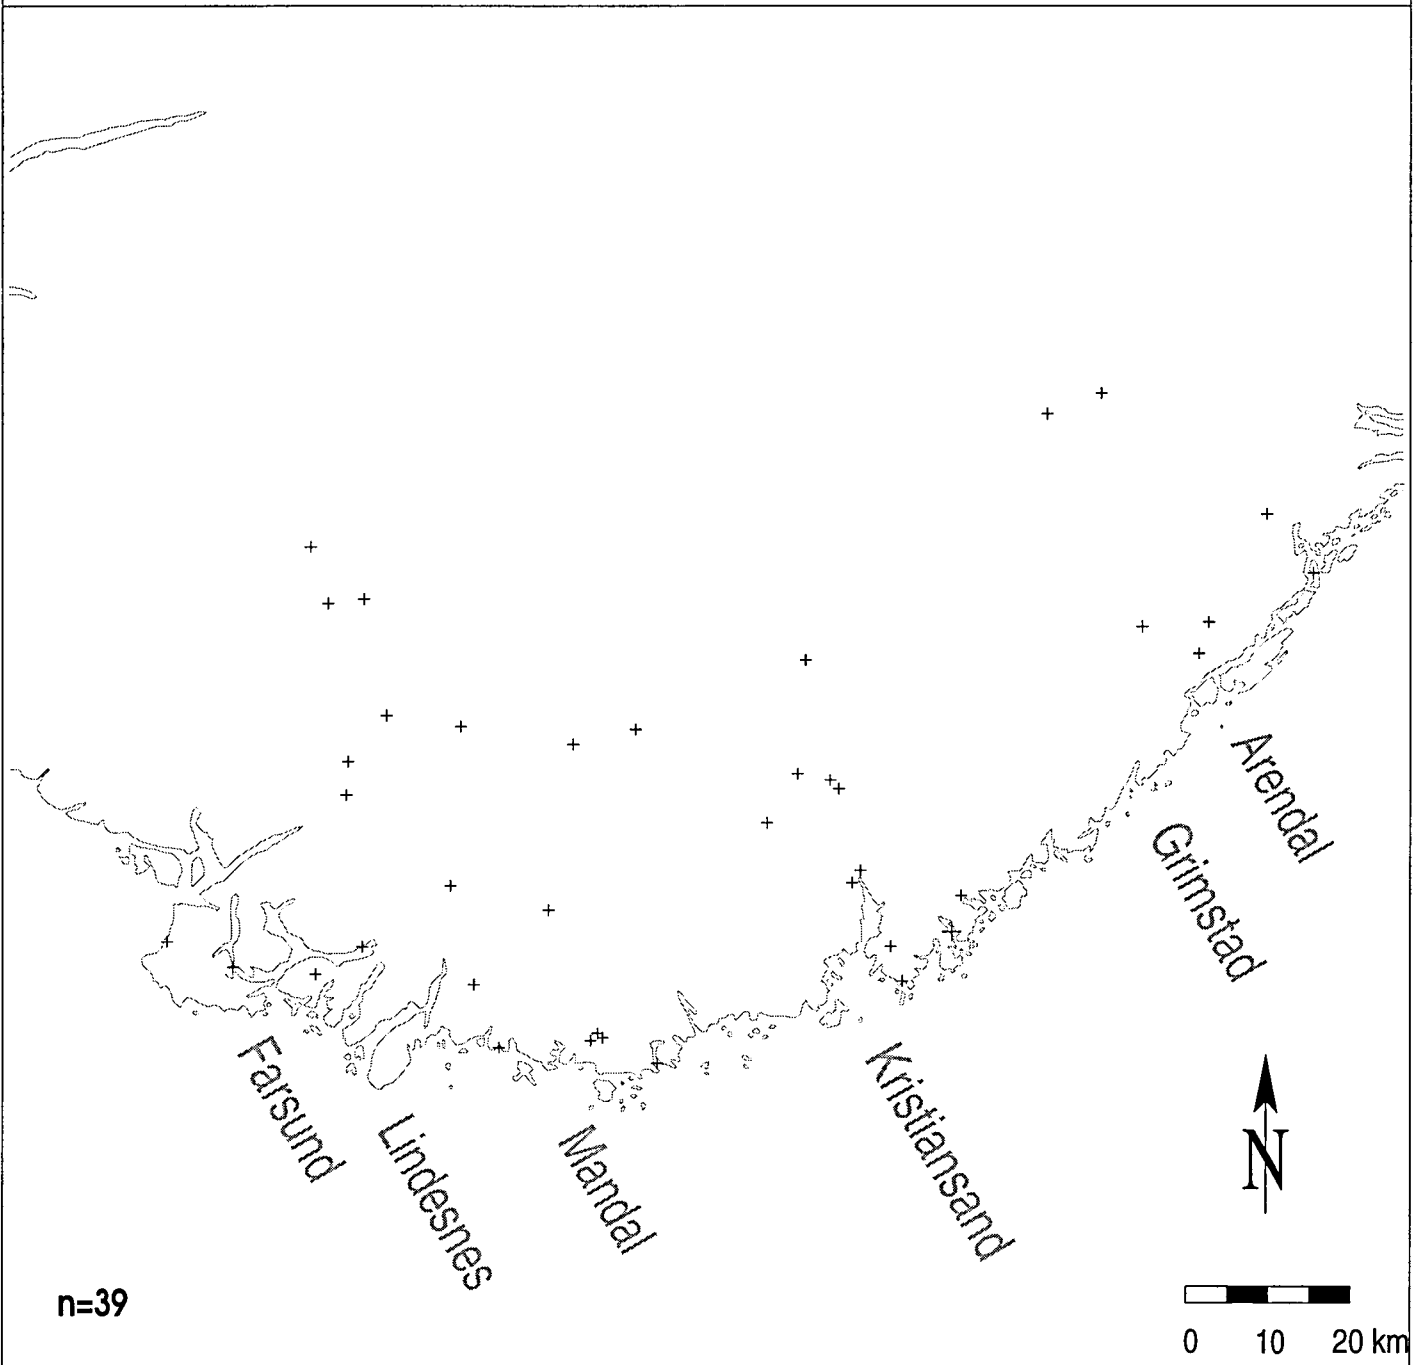 Arendal
Grimstad
Kristiansand
Mandal
Lindesnes
Farsund
N
n=39
0 10 20 km